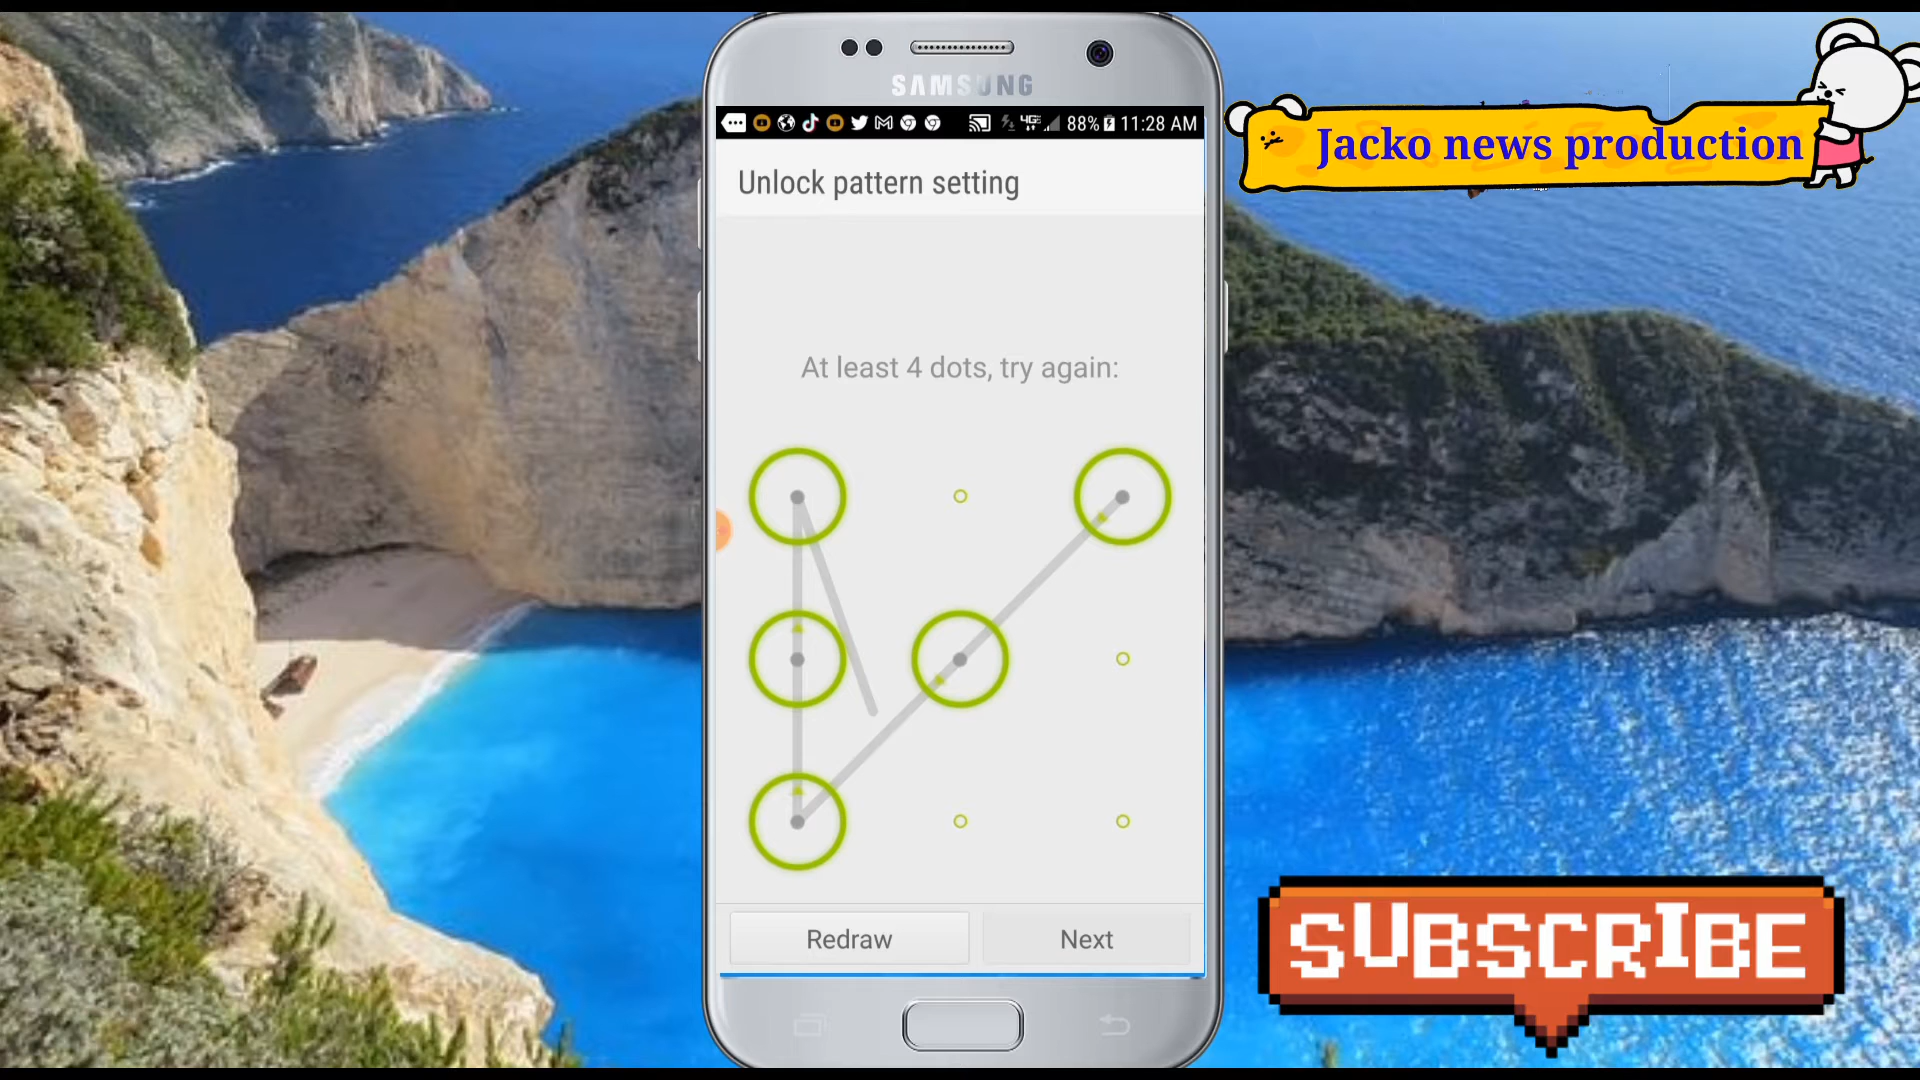 SAMSUNG
4G 88% 11:28 AM
Jacko news production
Unlock pattern setting
At least 4 dots, try again:
Redraw
Next
SUBSCRIBE